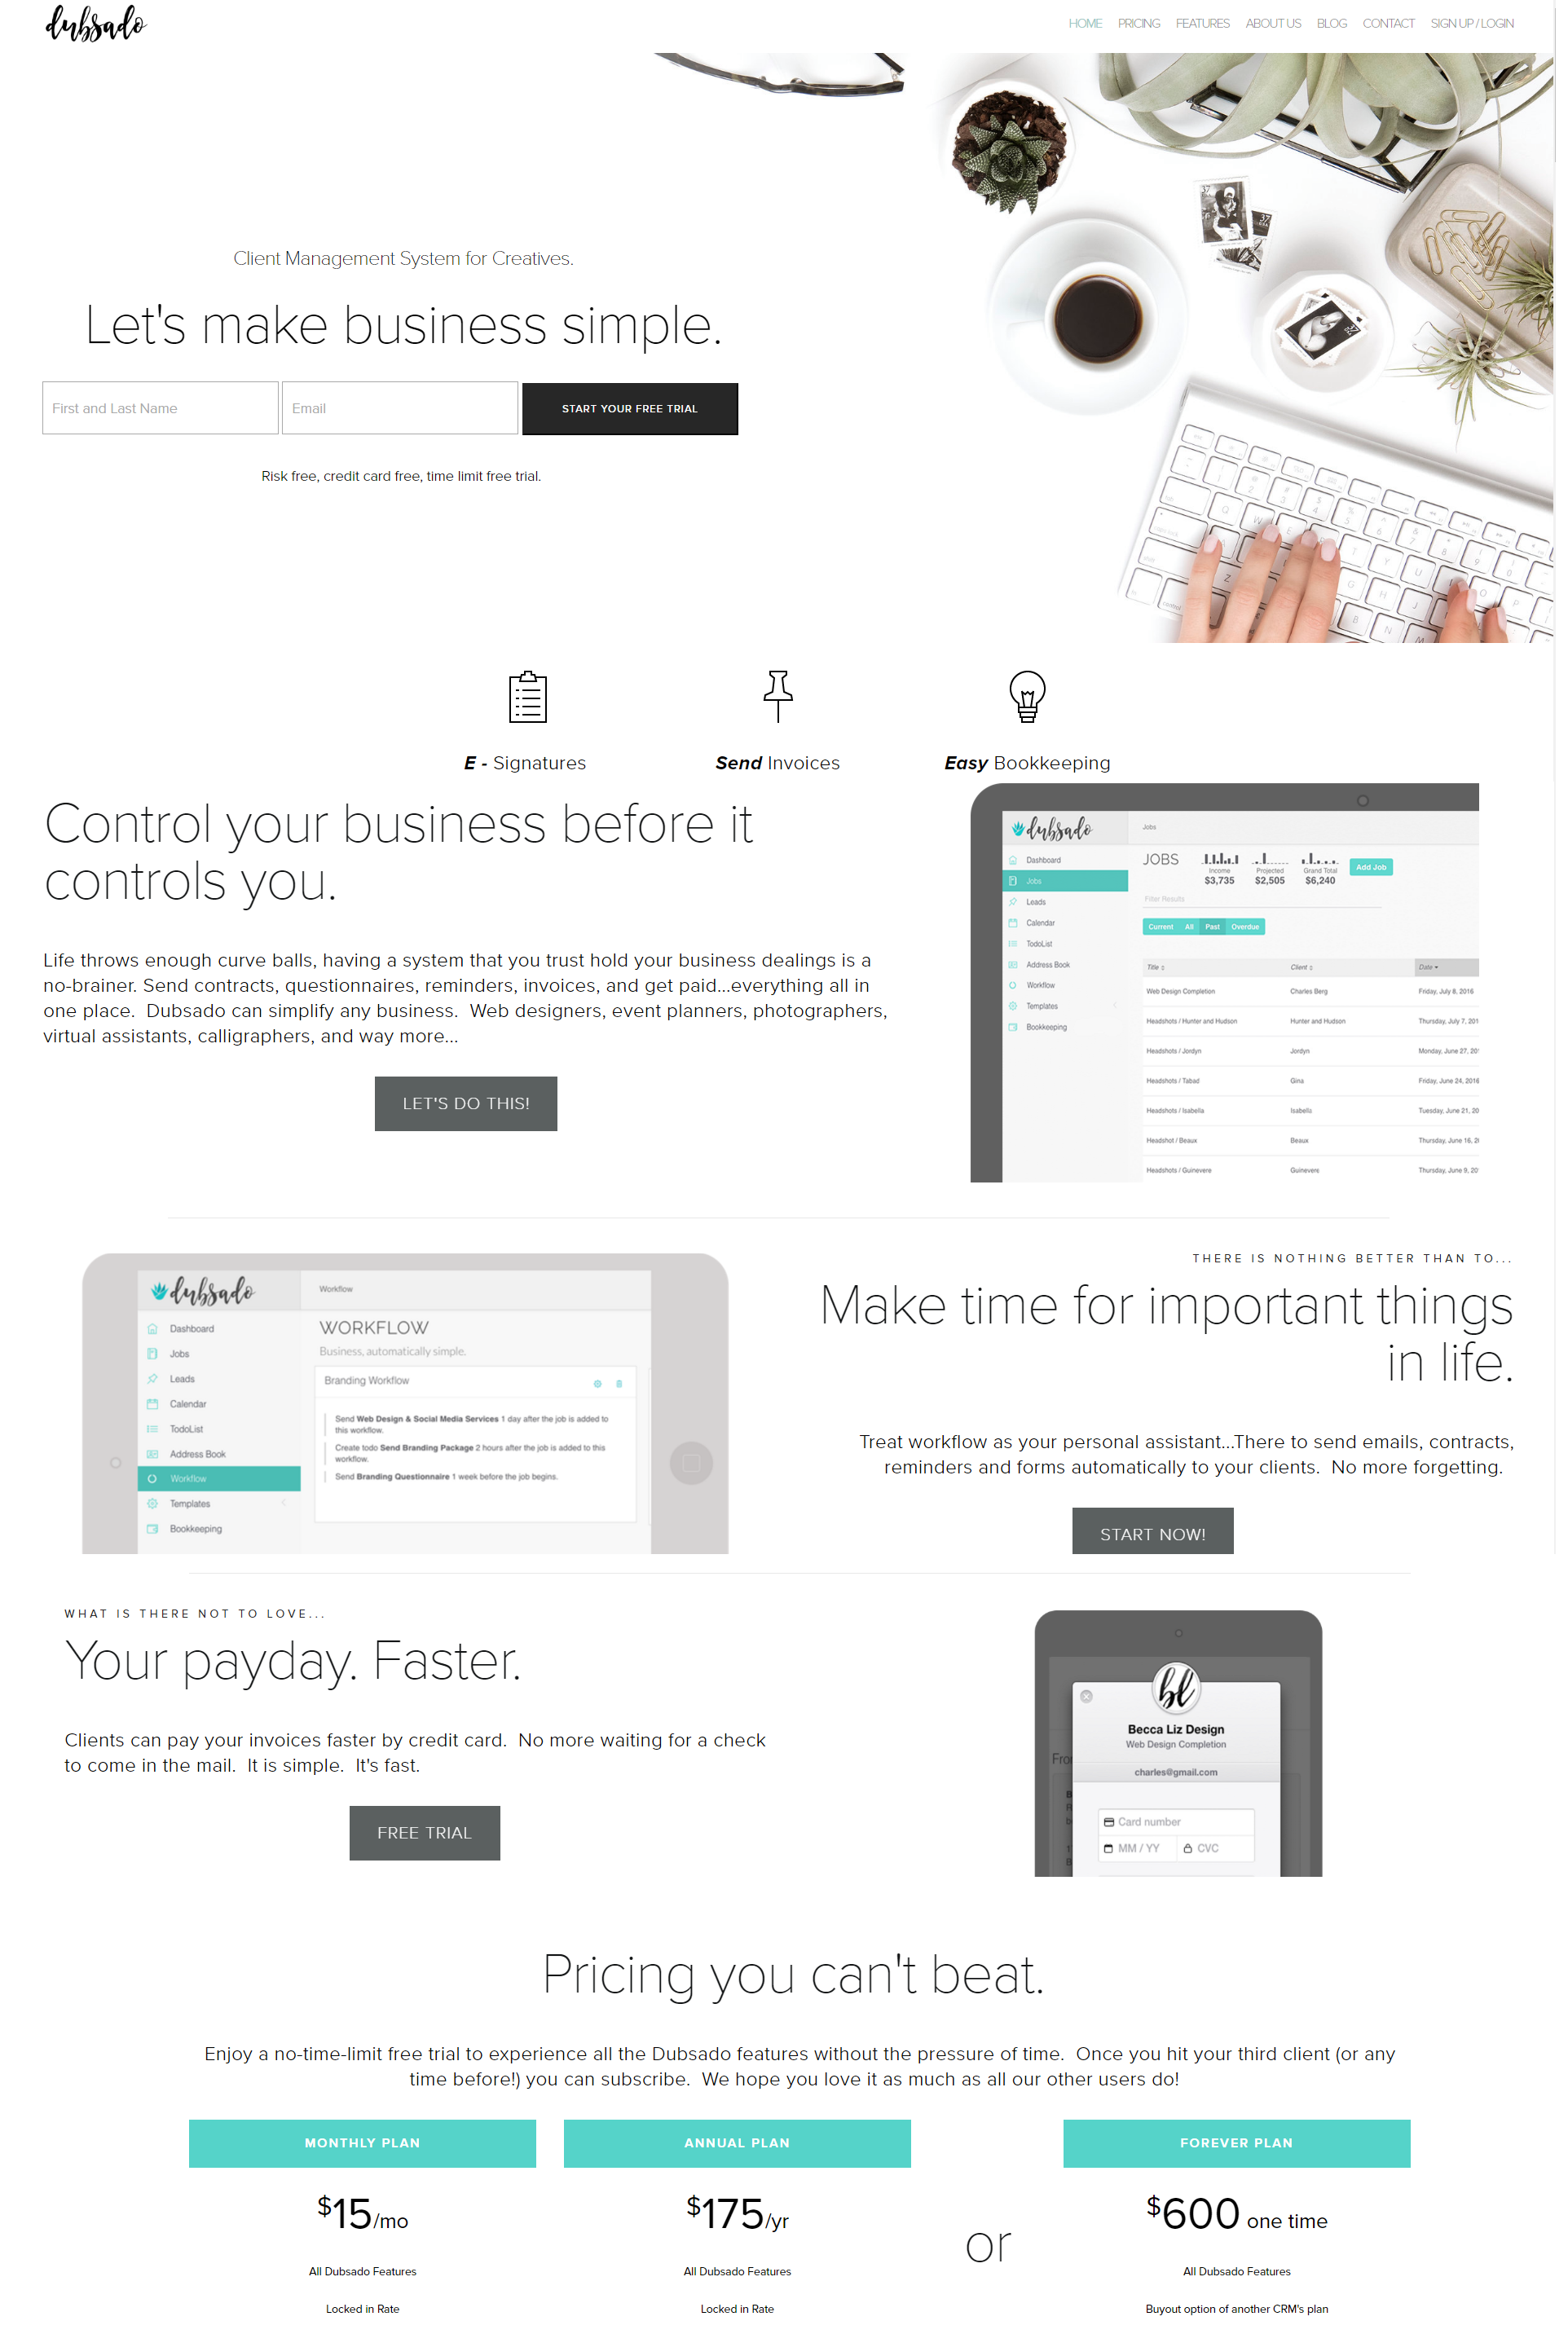 dubsado
HOME PRICING FEATURES ABOUT US BLOG CONTACT SIGN UP / LOGIN
Client Management System for Creatives.
Let's make business simple.
First and Last Name Email START YOUR FREE TRIAL
Risk free, credit card free, time limit free trial.
E - Signatures Send Invoices Easy Bookkeeping
Control your business before it
controls you.
Life throws enough curve balls, having a system that you trust hold your business dealings is a
no-brainer. Send contracts, questionnaires, reminders, invoices, and get paid...everything all in
one place. Dubsado can simplify any business. Web designers, event planners, photographers,
virtual assistants, calligraphers, and way more...
LET'S DO THIS!
dubsado
Jobs
Dashboard
Jobs
Leads
Calendar
TodoList
Address Book
Workflow
Templates
Bookkeeping
JOBS
Income
$3,735
Projected
$2,505
Grand Total
$6,240
Add Job
Filter Results
Current All Past Overdue
Title Client Date
Web Design Completion Charles Berg Friday, July 8, 2016
Headshots / Hunter and Hudson Hunter and Hudson Thursday, July 7, 201
Headshots / Jordyn Jordyn Monday, June 27, 20
Headshots / Tabad Gina Friday, June 24, 2016
Headshots / Isabella Isabella Tuesday, June 21, 20
Headshot / Beaux Beaux Thursday, June 16, 2
Headshots / Guinevere Guinevere Thursday, June 9, 20
dubsado
Workflow
Dashboard
Jobs
Leads
Calendar
TodoList
Address Book
Workflow
Templates
Bookkeeping
WORKFLOW
Business, automatically simple.
Branding Workflow
Send Web Design & Social Media Services 1 day after the job is added to
this workflow.
Create todo Send Branding Package 2 hours after the job is added to this
workflow.
Send Branding Questionnaire 1 week before the job begins.
THERE IS NOTHING BETTER THAN TO...
Make time for important things
in life.
Treat workflow as your personal assistant...There to send emails, contracts,
reminders and forms automatically to your clients. No more forgetting.
START NOW!
WHAT IS THERE NOT TO LOVE...
Your payday. Faster.
Clients can pay your invoices faster by credit card. No more waiting for a check
to come in the mail. It is simple. It's fast.
FREE TRIAL
bl
Becca Liz Design
Web Design Completion
charles@gmail.com
Card number
MM / YY CVC
Pricing you can't beat.
Enjoy a no-time-limit free trial to experience all the Dubsado features without the pressure of time. Once you hit your third client (or any
time before!) you can subscribe. We hope you love it as much as all our other users do!
MONTHLY PLAN
$15/mo
All Dubsado Features
Locked in Rate
ANNUAL PLAN
$175/yr
All Dubsado Features
Locked in Rate
or
FOREVER PLAN
$600 one time
All Dubsado Features
Buyout option of another CRM's plan